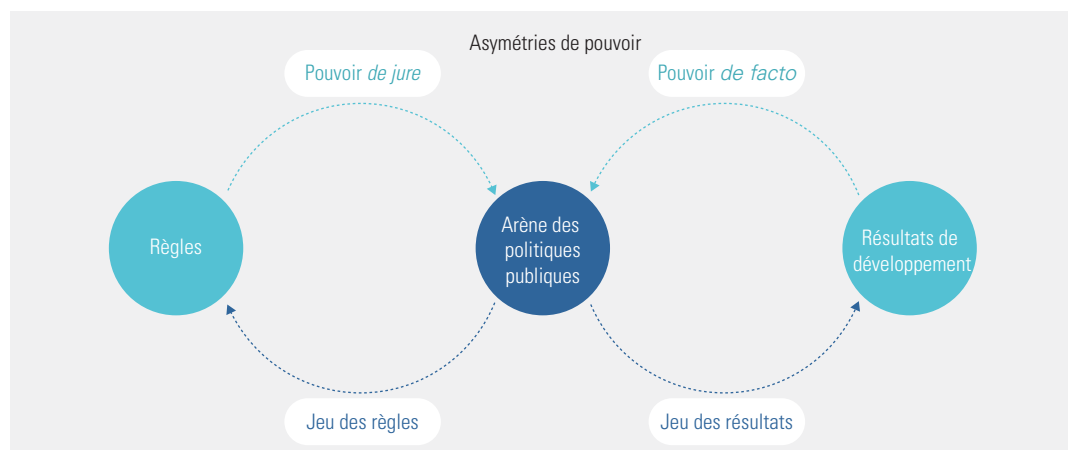 Asymétries de pouvoir
Pouvoir de jure
Pouvoir de facto
Règles
Arène des
politiques
publiques
Résultats de
développement
Jeu des règles
Jeu des résultats